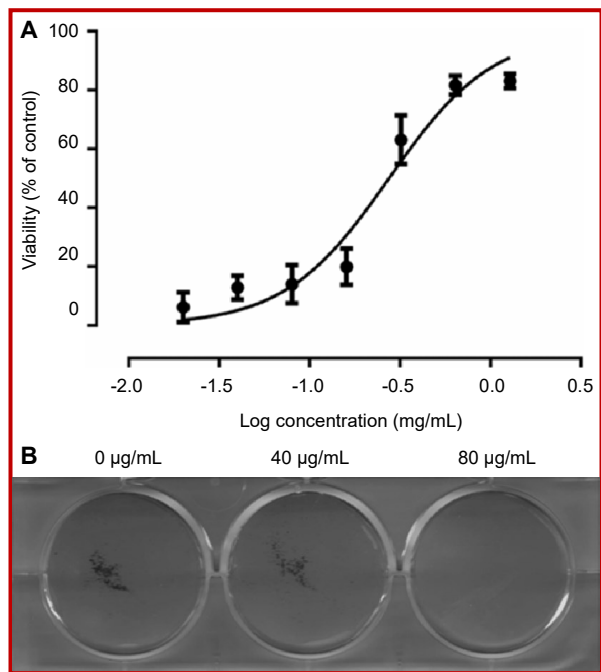 A
100
80
60
40
20
0
Viability (% of control)
-2.0 -1.5 -1.0 -0.5 0.0 0.5
Log concentration (mg/mL)
B
0 µg/mL 40 µg/mL 80 µg/mL